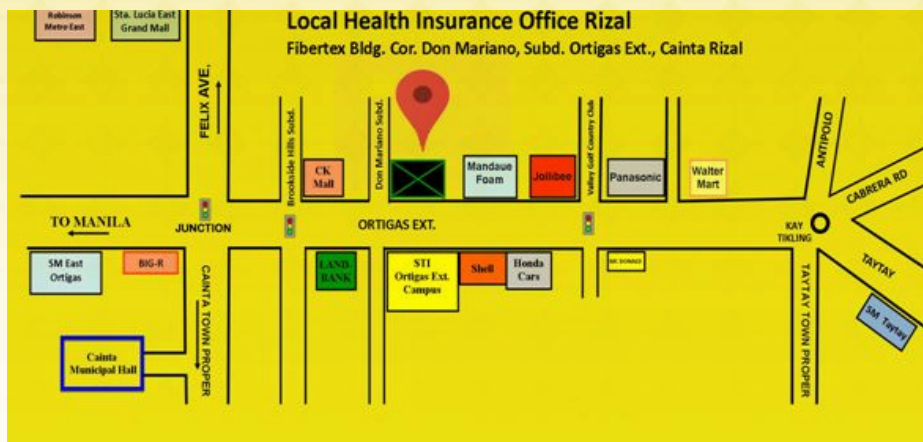 Local Health Insurance Office Rizal
Fibertex Bldg. Cor. Don Mariano, Subd. Ortigas Ext., Cainta Rizal
Robinson
Metro East
Sta. Lucia East
Grand Mall
FELIX AVE.
Brookside Hills Subd.
CK
Mall
Don Mariano Subd.
Mandaue
Foam
Jollibee
Valley Golf Country Club
Panasonic
Walter
Mart
ANTIPOLO
CABRERA RD
TO MANILA
JUNCTION
ORTIGAS EXT.
KAY
TIKLING
SM East
Ortigas
BIG-R
CAINTA TOWN PROPER
LAND-
BANK
STI
Ortigas Ext.
Campus
Shell
Honda
Cars
MC DONALD
TAYTAY TOWN PROPER
TAYTAY
SM Taytay
Cainta
Municipal Hall